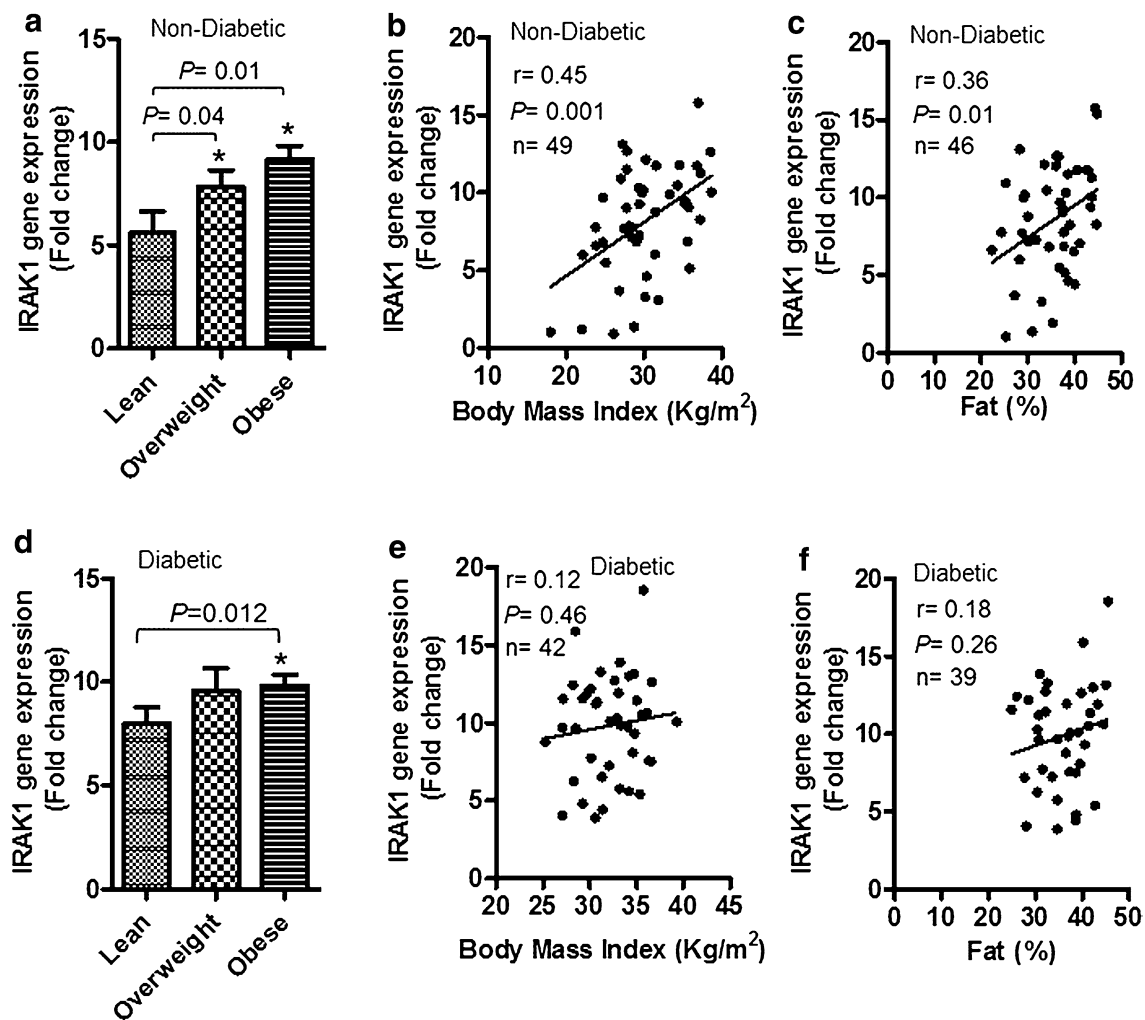 a
Non-Diabetic
IRAK1 gene expression
(Fold change)
15
10
5
0
P= 0.01
P= 0.04
*
*
Lean
Overweight
Obese
b
Non-Diabetic
r= 0.45
P= 0.001
n= 49
IRAK1 gene expression
(Fold change)
20
15
10
5
0
10 20 30 40
Body Mass Index (Kg/m²)
c
Non-Diabetic
r= 0.36
P= 0.01
n= 46
IRAK1 gene expression
(Fold change)
20
15
10
5
0
0 10 20 30 40 50
Fat (%)
d
Diabetic
IRAK1 gene expression
(Fold change)
15
10
5
0
P=0.012
*
Lean
Overweight
Obese
e
Diabetic
r= 0.12
P= 0.46
n= 42
IRAK1 gene expression
(Fold change)
20
15
10
5
0
20 25 30 35 40 45
Body Mass Index (Kg/m²)
f
Diabetic
r= 0.18
P= 0.26
n= 39
IRAK1 gene expression
(Fold change)
20
15
10
5
0
0 10 20 30 40 50
Fat (%)